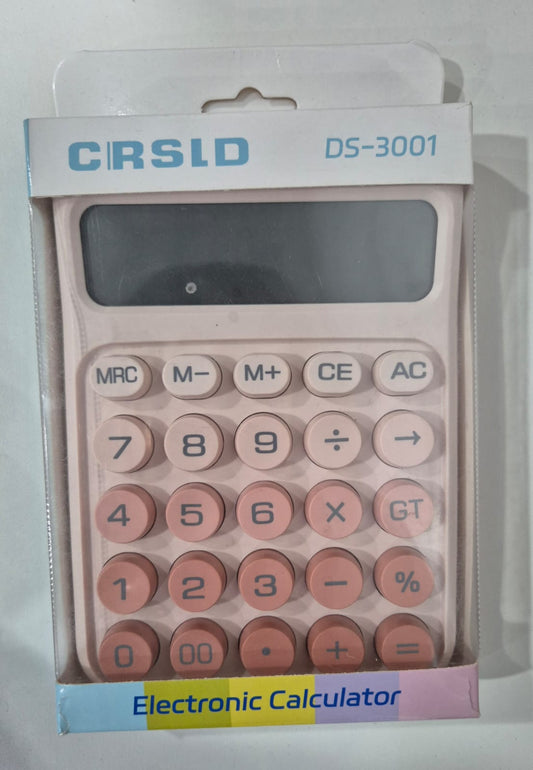 CRSLD DS-3001
MRC M− M+ CE AC
7 8 9 ÷ →
4 5 6 × GT
1 2 3 − %
0 00 • + =
Electronic Calculator